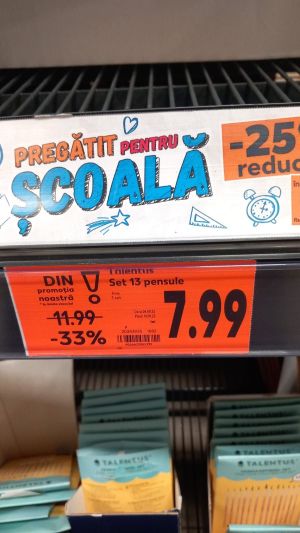 PREGĂTIT PENTRU
ȘCOALĂ
-25
reduc
DIN
promoția
noastră
11.99
-33%
Talentus
Set 13 pensule
7.99
TALENTUS
TALENTUS
TALENTUS